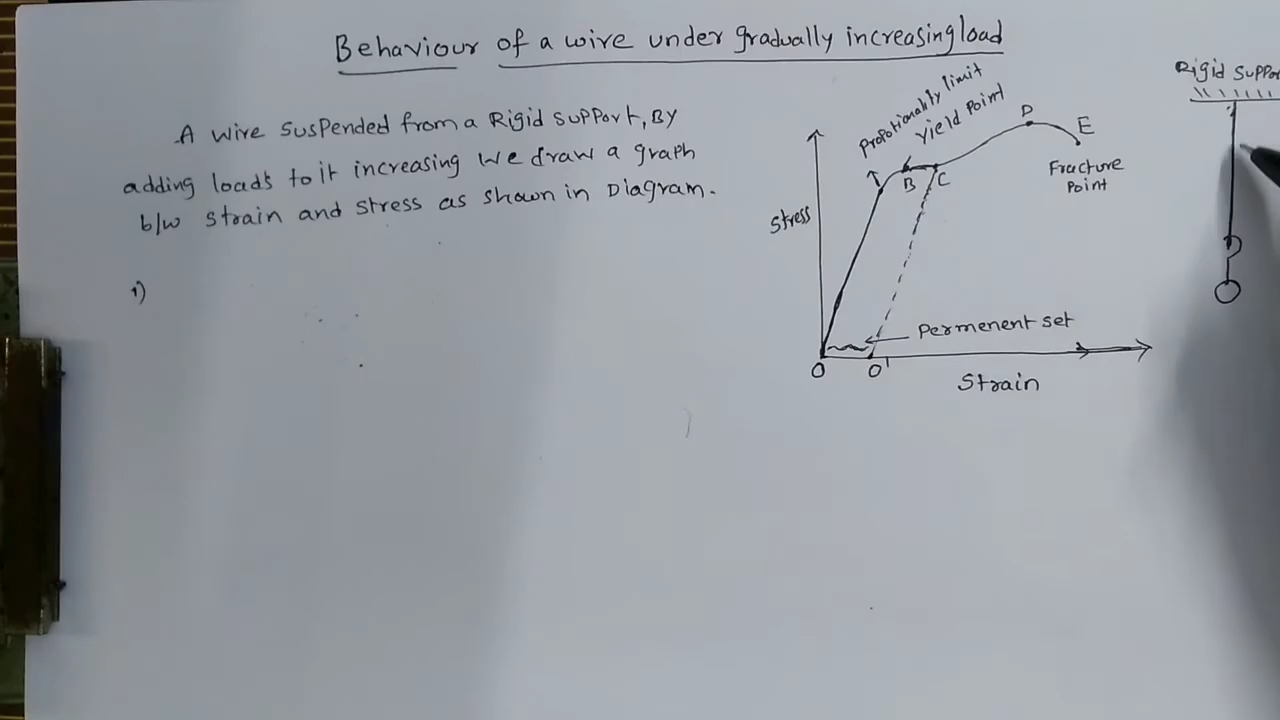 Behaviour of a wire under gradually increasing load
A wire suspended from a Rigid support, By
adding loads to it increasing we draw a graph
b/w strain and stress as shown in Diagram.
1)
Rigid Suppor
Propotionably limit
yield Point
D
E
Fracture
Point
B
C
Stress
Permenent set
O
O'
Strain